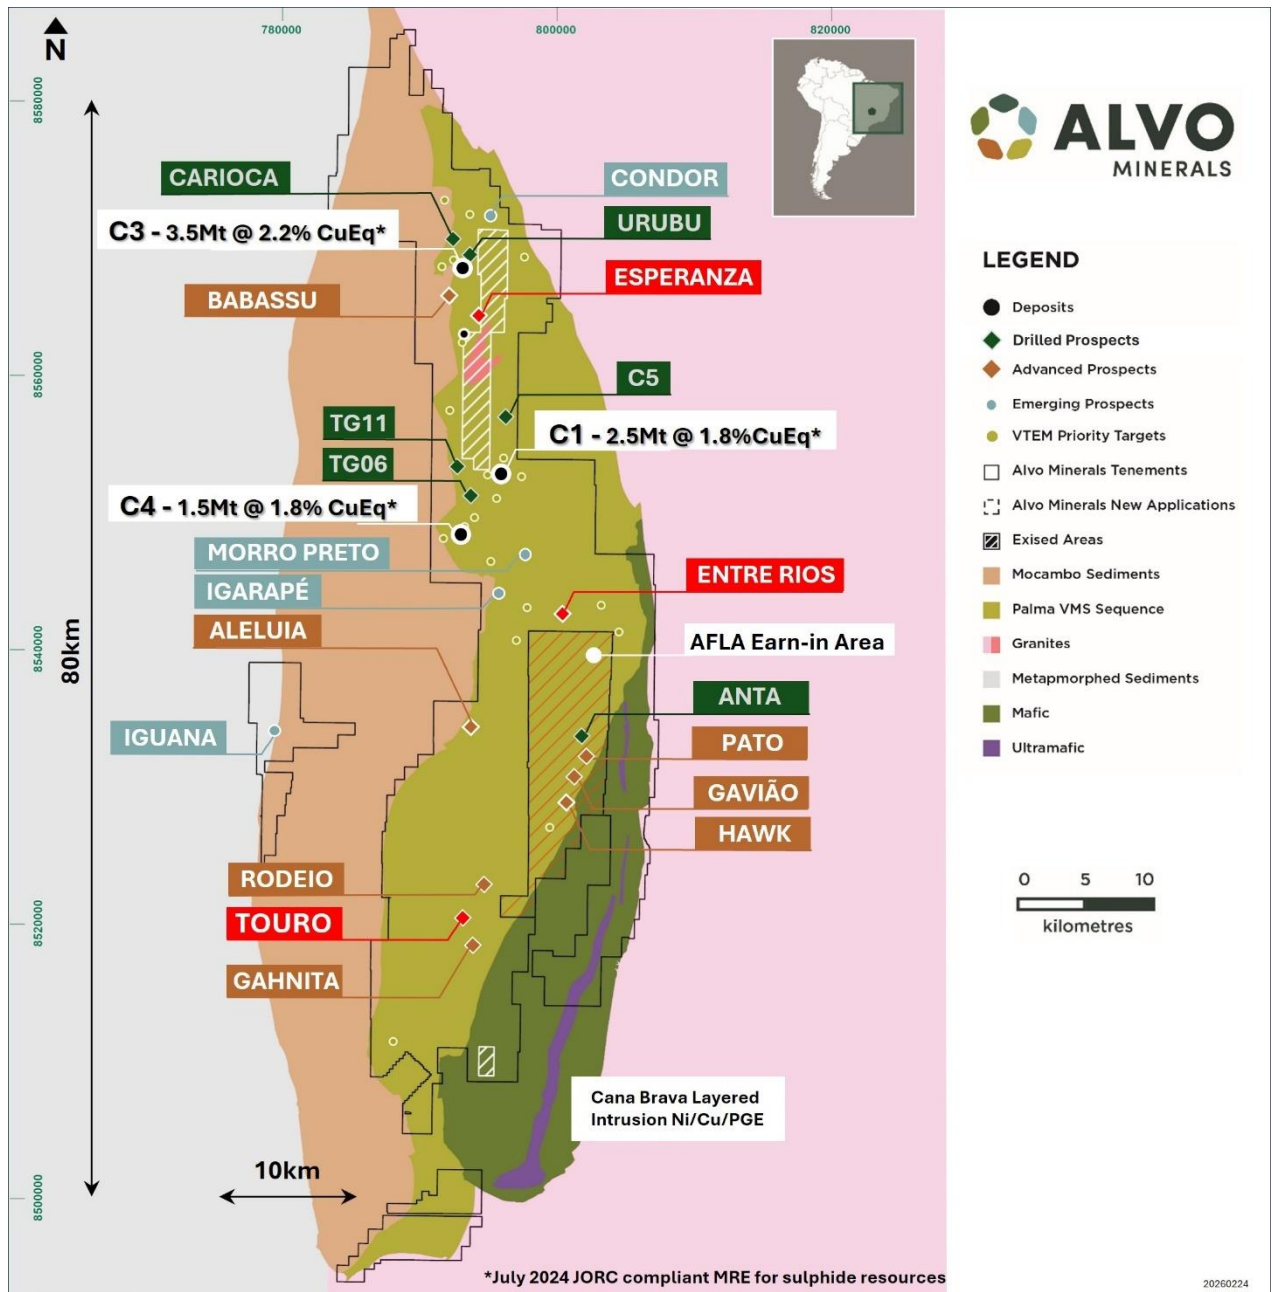 780000
800000
820000
N
8580000
8560000
8540000
8520000
8500000
80km
10km
CARIOCA
C3 - 3.5Mt @ 2.2% CuEq*
BABASSU
CONDOR
URUBU
ESPERANZA
C5
TG11
C1 - 2.5Mt @ 1.8%CuEq*
TG06
C4 - 1.5Mt @ 1.8% CuEq*
MORRO PRETO
IGARAPÉ
ENTRE RIOS
ALELUIA
AFLA Earn-in Area
ANTA
IGUANA
PATO
GAVIÃO
HAWK
RODEIO
TOURO
GAHNITA
Cana Brava Layered
Intrusion Ni/Cu/PGE
*July 2024 JORC compliant MRE for sulphide resources
ALVO
MINERALS
LEGEND
Deposits
Drilled Prospects
Advanced Prospects
Emerging Prospects
VTEM Priority Targets
Alvo Minerals Tenements
Alvo Minerals New Applications
Exised Areas
Mocambo Sediments
Palma VMS Sequence
Granites
Metapmorphed Sediments
Mafic
Ultramafic
0 5 10
kilometres
20260224